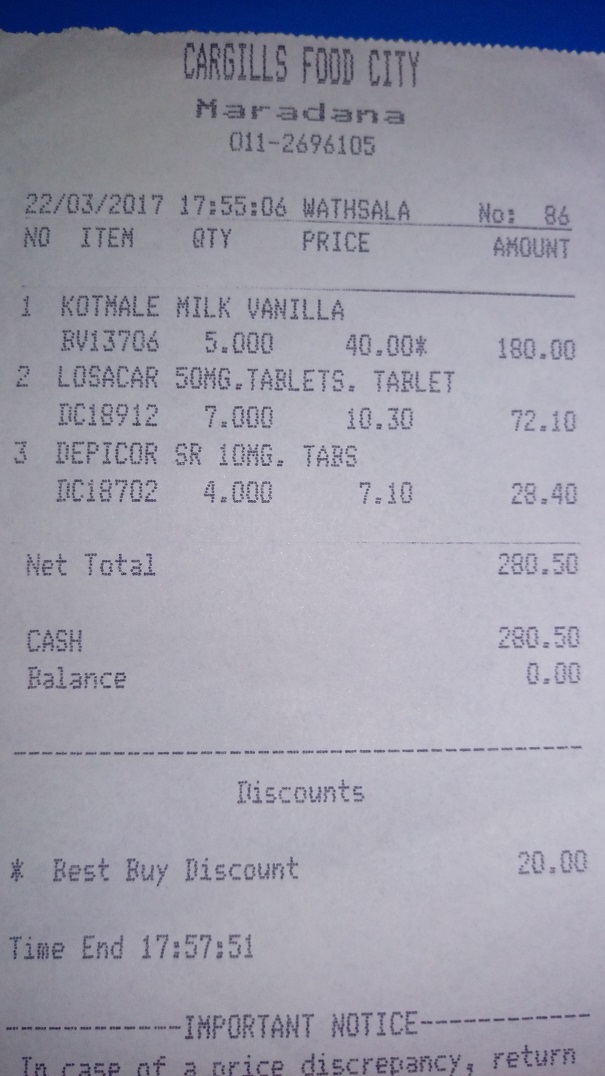 CARGILLS FOOD CITY
Maradana
011-2696105
22/03/2017 17:55:06 WATHSALA No: 86
NO ITEM QTY PRICE AMOUNT
1 KOTMALE MILK VANILLA
BV13706 5.000 40.00* 180.00
2 LOSACAR 50MG.TABLETS. TABLET
DC18912 7.000 10.30 72.10
3 DEPICOR SR 10MG. TABS
DC18702 4.000 7.10 28.40
Net Total 280.50
CASH 280.50
Balance 0.00
Discounts
* Best Buy Discount 20.00
Time End 17:57:51
------------IMPORTANT NOTICE------------
In case of a price discrepancy, return